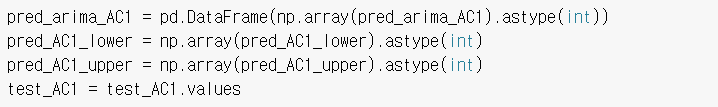 pred_arima_AC1 = pd.DataFrame(np.array(pred_arima_AC1).astype(int))
pred_AC1_lower = np.array(pred_AC1_lower).astype(int)
pred_AC1_upper = np.array(pred_AC1_upper).astype(int)
test_AC1 = test_AC1.values